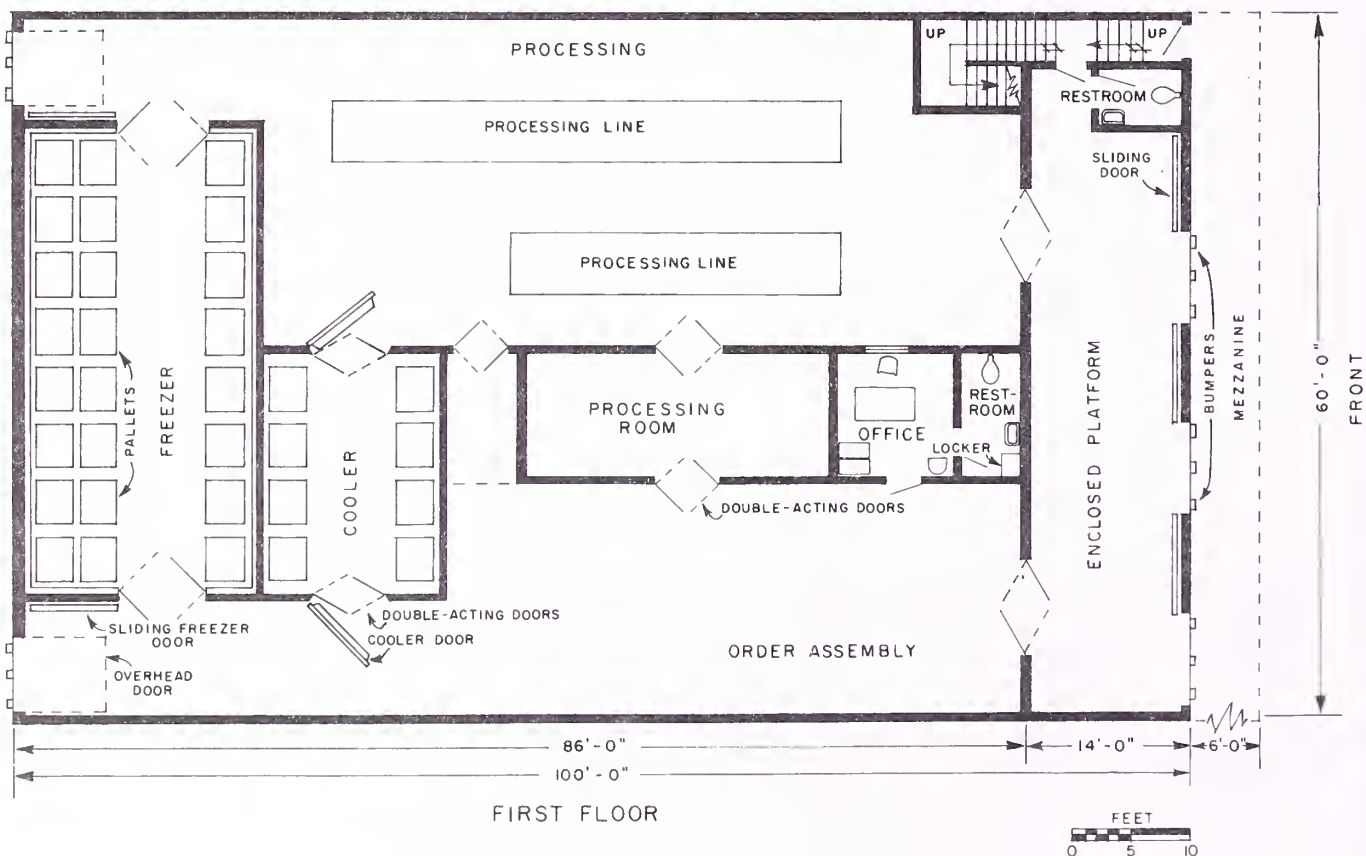 PROCESSING
UP
UP
RESTROOM
PROCESSING LINE
SLIDING
DOOR
PROCESSING LINE
PALLETS
FREEZER
COOLER
PROCESSING
ROOM
OFFICE
REST-
ROOM
LOCKER
DOUBLE-ACTING DOORS
ENCLOSED PLATFORM
BUMPERS
MEZZANINE
60'-0"
FRONT
SLIDING FREEZER
DOOR
OVERHEAD
DOOR
DOUBLE-ACTING DOORS
COOLER DOOR
ORDER ASSEMBLY
86'-0"
14'-0"
6'-0"
100'-0"
FIRST FLOOR
FEET
0 5 10